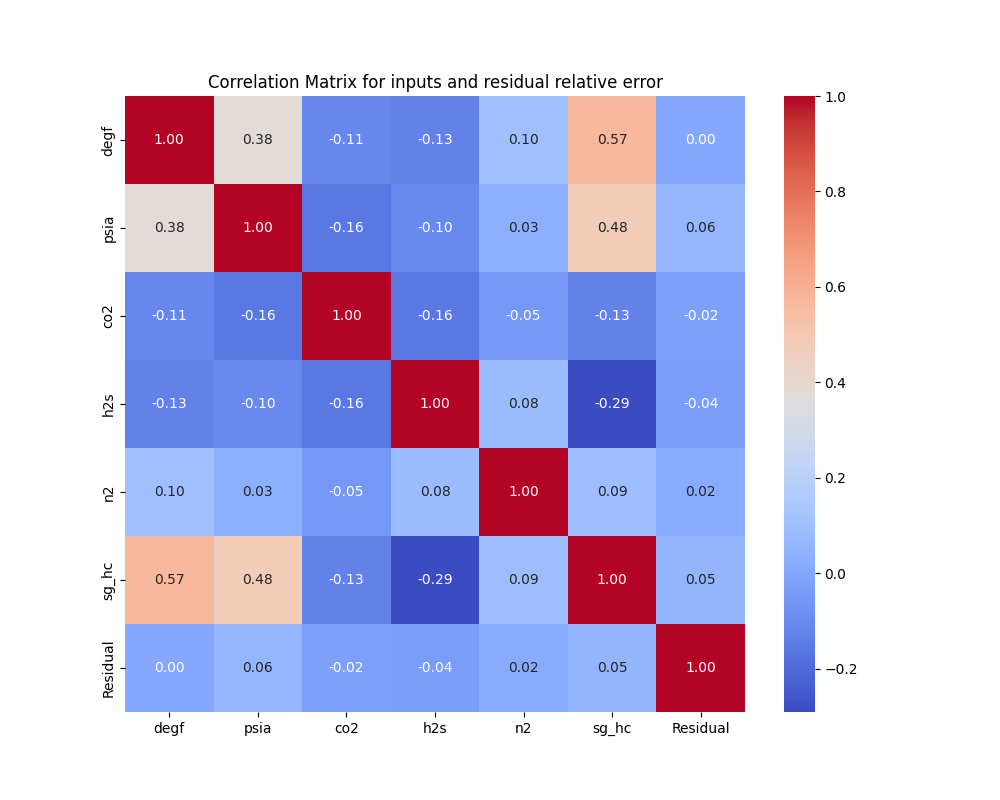 Correlation Matrix for inputs and residual relative error
degf 1.00 0.38 -0.11 -0.13 0.10 0.57 0.00
psia 0.38 1.00 -0.16 -0.10 0.03 0.48 0.06
co2 -0.11 -0.16 1.00 -0.16 -0.05 -0.13 -0.02
h2s -0.13 -0.10 -0.16 1.00 0.08 -0.29 -0.04
n2 0.10 0.03 -0.05 0.08 1.00 0.09 0.02
sg_hc 0.57 0.48 -0.13 -0.29 0.09 1.00 0.05
Residual 0.00 0.06 -0.02 -0.04 0.02 0.05 1.00
degf psia co2 h2s n2 sg_hc Residual
1.0
0.8
0.6
0.4
0.2
0.0
−0.2